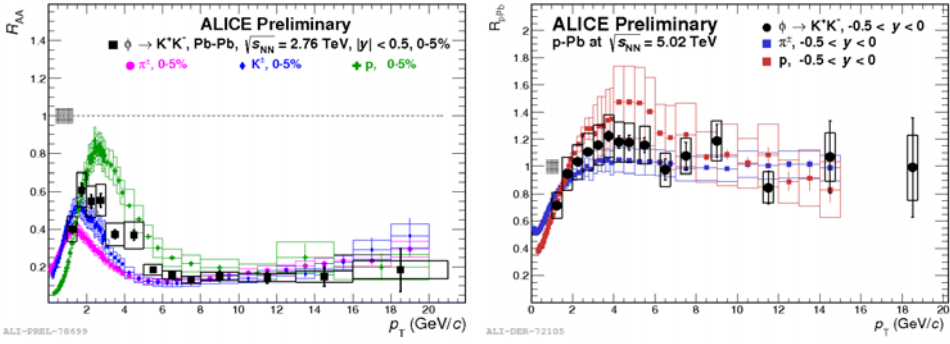 R_AA
ALICE Preliminary
ϕ → K⁺K⁻, Pb-Pb, √s_NN = 2.76 TeV, |y| < 0.5, 0-5%
π±, 0-5% K±, 0-5% p, 0-5%
1.4
1.2
1
0.8
0.6
0.4
0.2
0 2 4 6 8 10 12 14 16 18 20 22
p_T (GeV/c)
ALI-PREL-78699
R_pPb
ALICE Preliminary
p-Pb at √s_NN = 5.02 TeV
ϕ → K⁺K⁻, -0.5 < y < 0
π±, -0.5 < y < 0
p, -0.5 < y < 0
2
1.8
1.6
1.4
1.2
1
0.8
0.6
0.4
0.2
0 2 4 6 8 10 12 14 16 18 20
p_T (GeV/c)
ALI-DER-72105